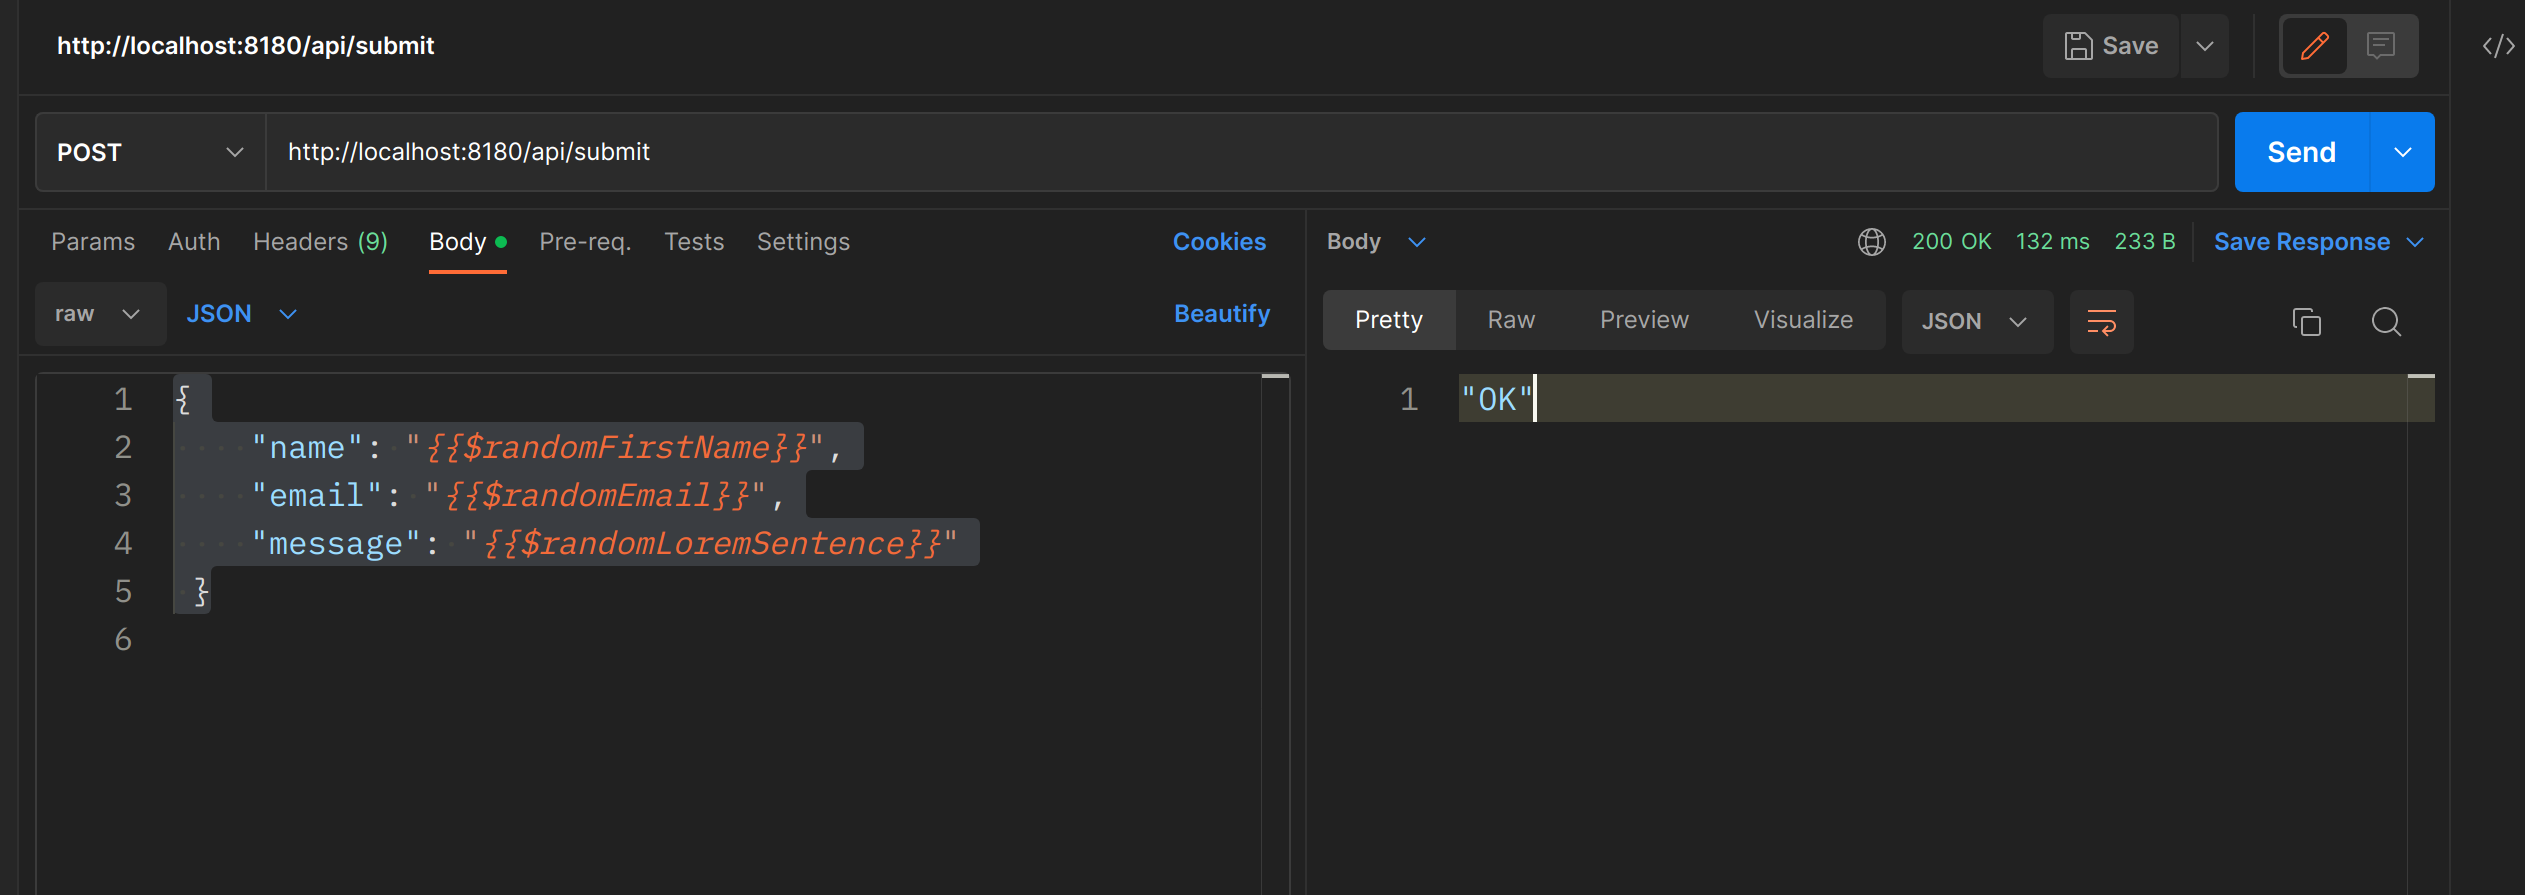 http://localhost:8180/api/submit
Save
</>
POST
http://localhost:8180/api/submit
Send
Params Auth Headers (9) Body Pre-req. Tests Settings Cookies
Body 200 OK 132 ms 233 B Save Response
raw JSON Beautify
Pretty Raw Preview Visualize JSON
1 {
2 "name": "{{$randomFirstName}}",
3 "email": "{{$randomEmail}}",
4 "message": "{{$randomLoremSentence}}"
5 }
6
1 "OK"